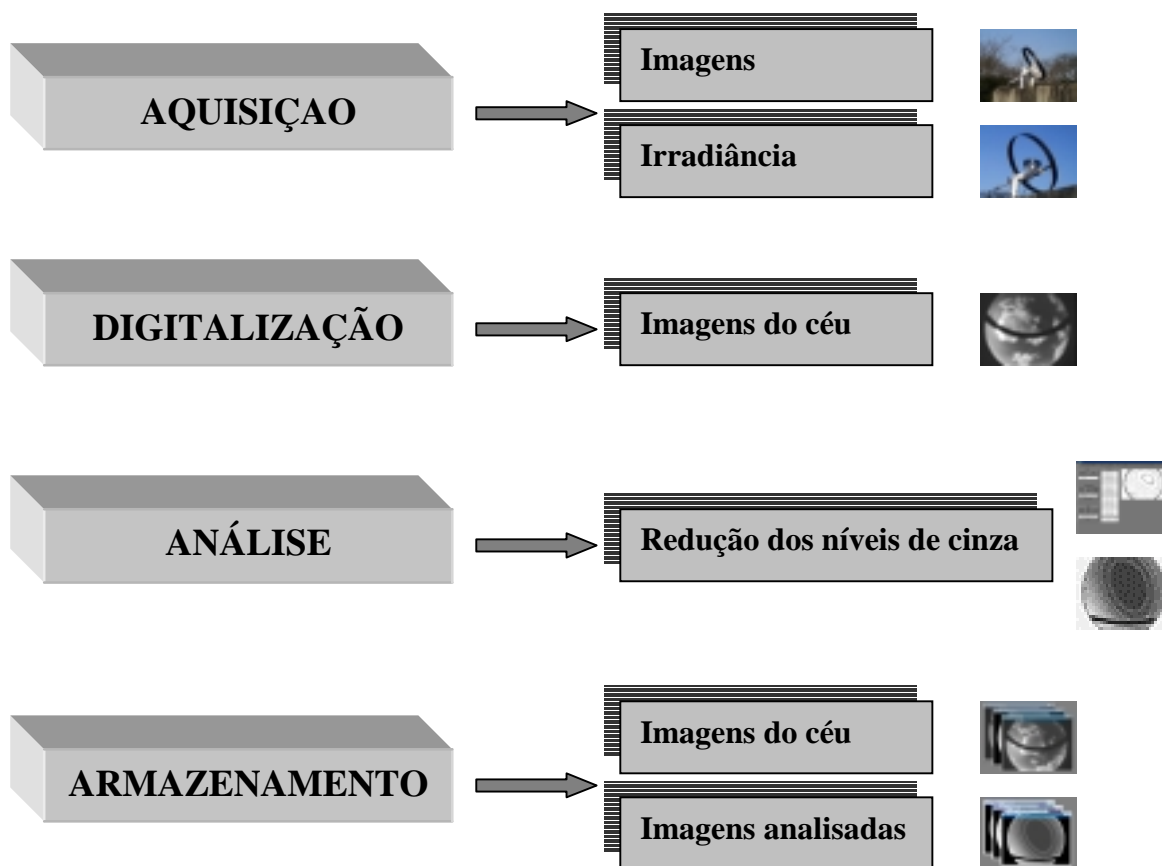 AQUISIÇAO
Imagens
Irradiância
DIGITALIZAÇÃO
Imagens do céu
ANÁLISE
Redução dos níveis de cinza
ARMAZENAMENTO
Imagens do céu
Imagens analisadas